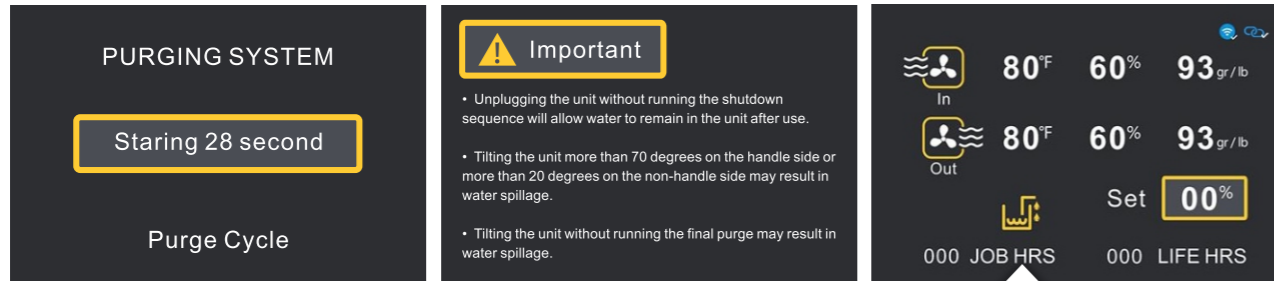 PURGING SYSTEM
Staring 28 second
Purge Cycle
Important
• Unplugging the unit without running the shutdown
sequence will allow water to remain in the unit after use.
• Tilting the unit more than 70 degrees on the handle side or
more than 20 degrees on the non-handle side may result in
water spillage.
• Tilting the unit without running the final purge may result in
water spillage.
80°F 60% 93 gr/lb
In
80°F 60% 93 gr/lb
Out
Set 00%
000 JOB HRS 000 LIFE HRS